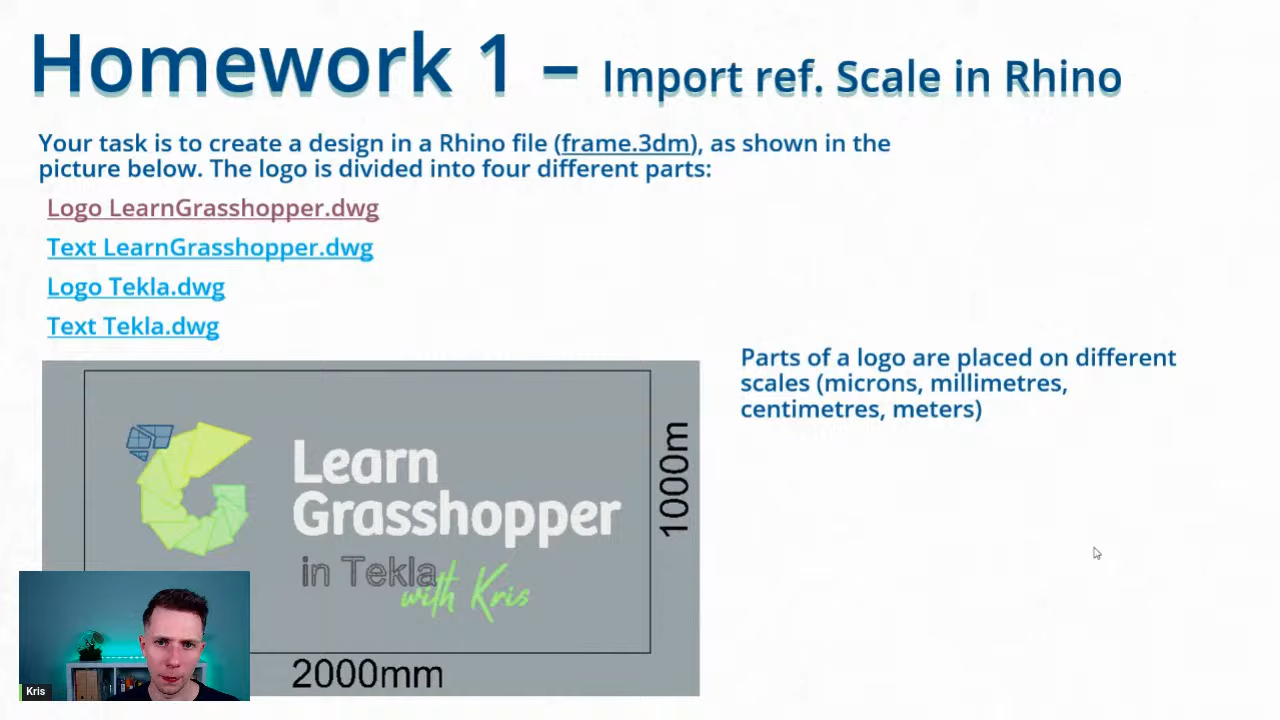 Homework 1 – Import ref. Scale in Rhino
Your task is to create a design in a Rhino file (frame.3dm), as shown in the
picture below. The logo is divided into four different parts:
Logo LearnGrasshopper.dwg
Text LearnGrasshopper.dwg
Logo Tekla.dwg
Text Tekla.dwg
Parts of a logo are placed on different
scales (microns, millimetres,
centimetres, meters)
Learn
Grasshopper
in Tekla
with Kris
1000m
2000mm
Kris